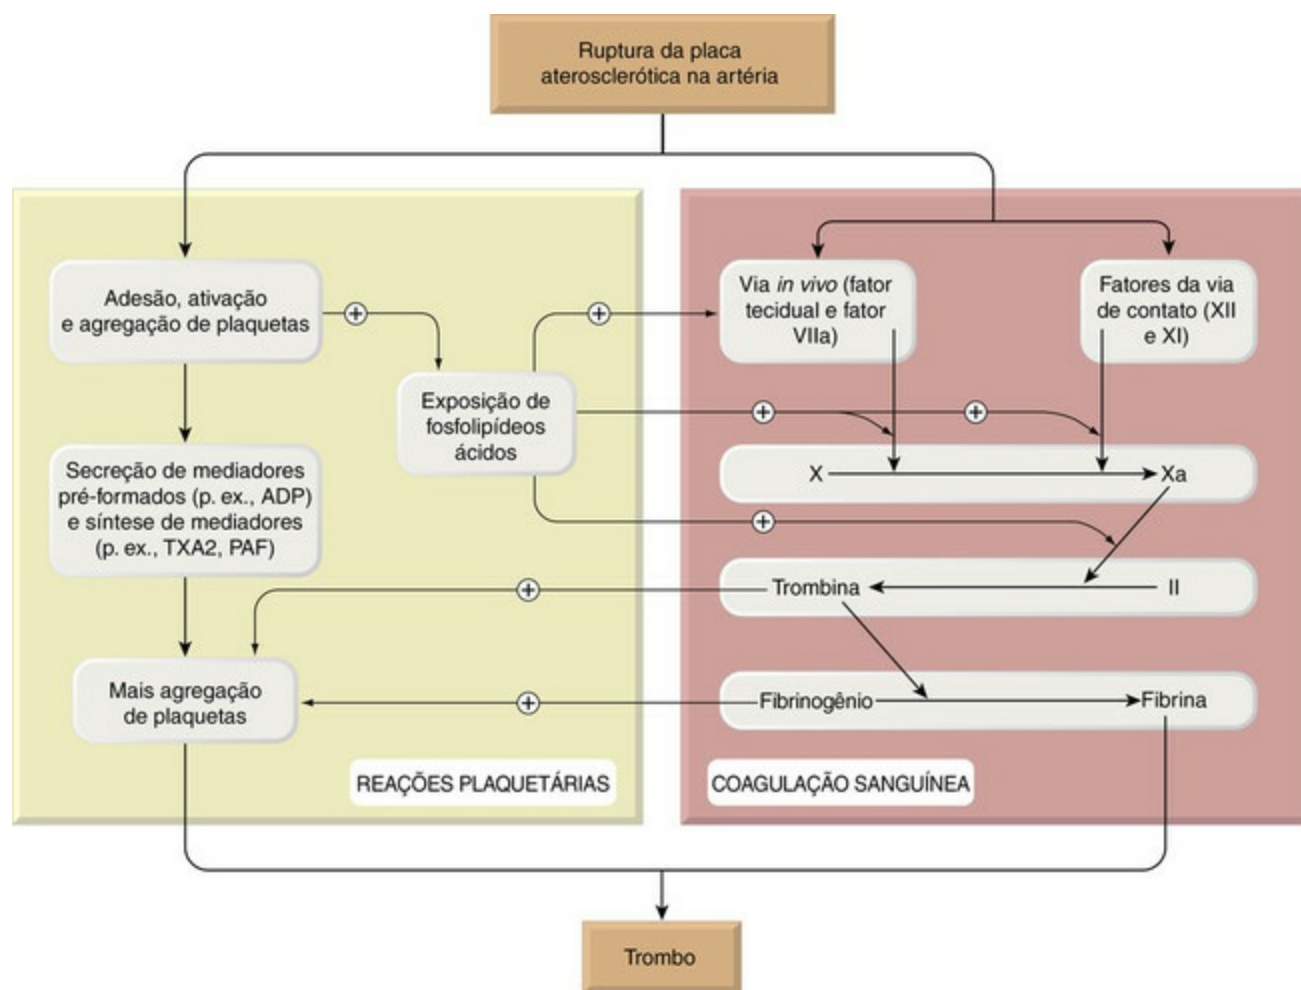 Ruptura da placa
aterosclerótica na artéria
Adesão, ativação
e agregação de plaquetas
+
Exposição de
fosfolipídeos
ácidos
Secreção de mediadores
pré-formados (p. ex., ADP)
e síntese de mediadores
(p. ex., TXA2, PAF)
Mais agregação
de plaquetas
REAÇÕES PLAQUETÁRIAS
+
Via in vivo (fator
tecidual e fator
VIIa)
Fatores da via
de contato (XII
e XI)
+
+
X
Xa
+
+
Trombina
II
+
Fibrinogênio
Fibrina
COAGULAÇÃO SANGUÍNEA
Trombo